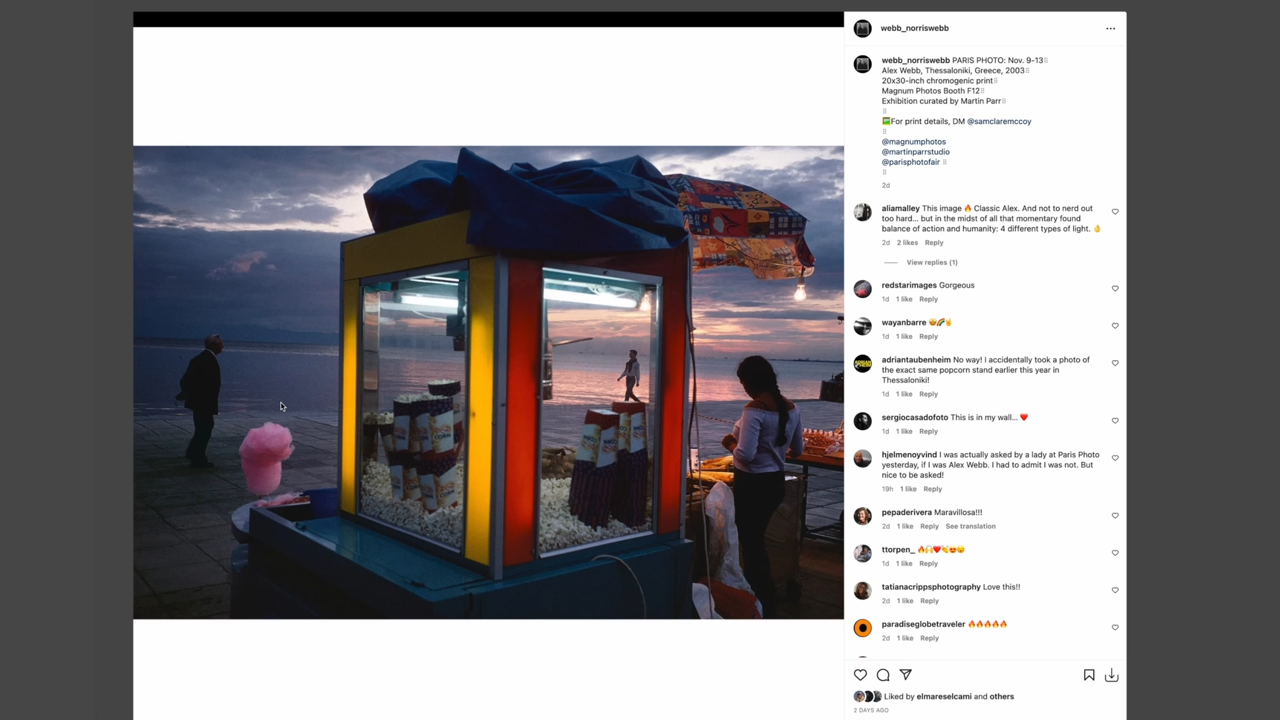 webb_norriswebb
webb_norriswebb PARIS PHOTO: Nov. 9-13
Alex Webb, Thessaloniki, Greece, 2003
20x30-inch chromogenic print
Magnum Photos Booth F12
Exhibition curated by Martin Parr
For print details, DM @samclaremccoy
@magnumphotos
@martinparrstudio
@parisphotofair
2d
aliamalley This image 🔥 Classic Alex. And not to nerd out
too hard... but in the midst of all that momentary found
balance of action and humanity: 4 different types of light. 👌
2d 2 likes Reply
View replies (1)
redstarimages Gorgeous
1d 1 like Reply
wayanbarre
1d 1 like Reply
adriantaubenheim No way! I accidentally took a photo of
the exact same popcorn stand earlier this year in
Thessaloniki!
1d 1 like Reply
sergiocasadofoto This is in my wall... ❤️
1d 1 like Reply
hjelmenoyvind I was actually asked by a lady at Paris Photo
yesterday, if I was Alex Webb. I had to admit I was not. But
nice to be asked!
19h 1 like Reply
pepaderivera Maravillosa!!!
2d 1 like Reply See translation
ttorpen_
1d 1 like Reply
tatianacrippsphotography Love this!!
2d 1 like Reply
paradiseglobetraveler 🔥🔥🔥🔥🔥
2d 1 like Reply
Liked by elmareselcami and others
2 DAYS AGO